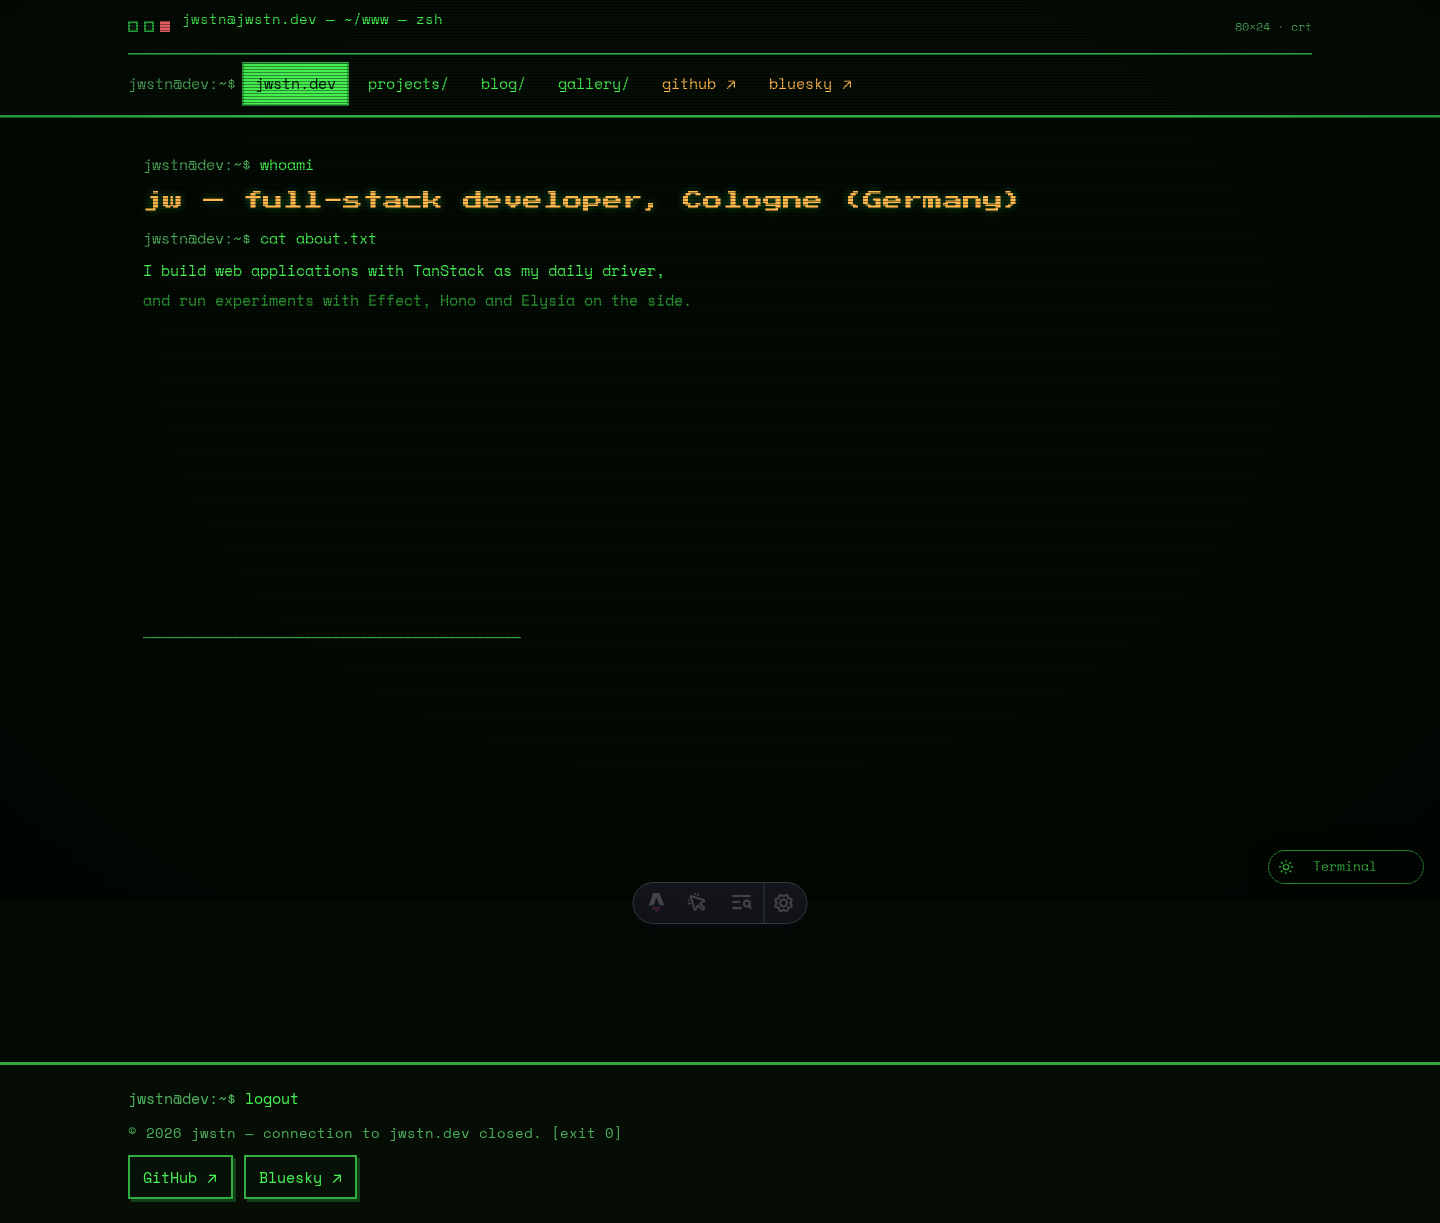 jwstn@jwstn.dev — ~/www — zsh
80×24 · crt
jwstn@dev:~$ jwstn.dev projects/ blog/ gallery/ github ↗ bluesky ↗
jwstn@dev:~$ whoami
jw — full-stack developer, Cologne (Germany)
jwstn@dev:~$ cat about.txt
I build web applications with TanStack as my daily driver,
and run experiments with Effect, Hono and Elysia on the side.
Terminal
jwstn@dev:~$ logout
© 2026 jwstn — connection to jwstn.dev closed. [exit 0]
GitHub ↗ Bluesky ↗